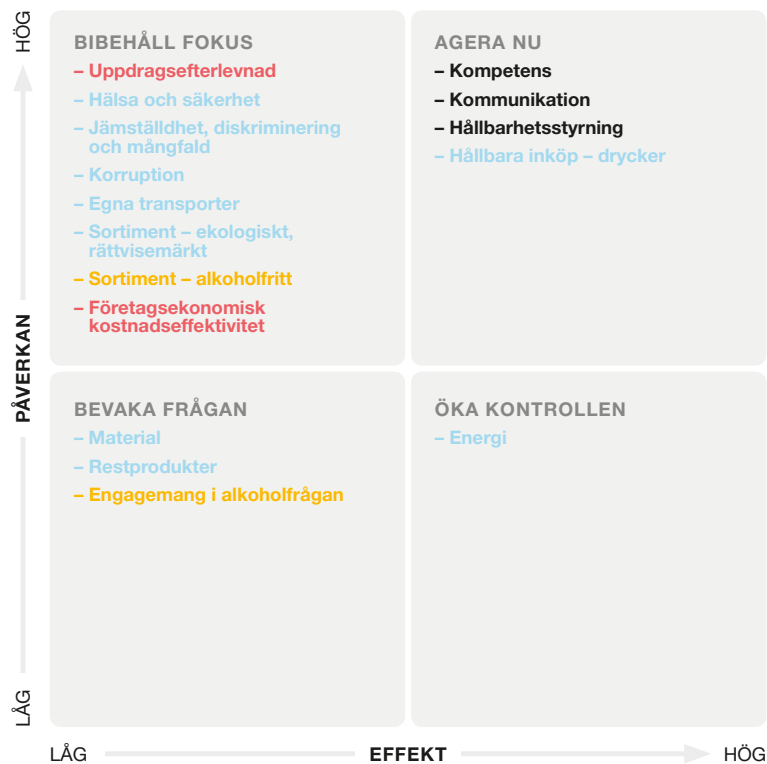 HÖG
BIBEHÅLL FOKUS
– Uppdragsefterlevnad
– Hälsa och säkerhet
– Jämställdhet, diskriminering
och mångfald
– Korruption
– Egna transporter
– Sortiment – ekologiskt,
rättvisemärkt
– Sortiment – alkoholfritt
– Företagsekonomisk
kostnadseffektivitet
AGERA NU
– Kompetens
– Kommunikation
– Hållbarhetsstyrning
– Hållbara inköp – drycker
PÅVERKAN
BEVAKA FRÅGAN
– Material
– Restprodukter
– Engagemang i alkoholfrågan
ÖKA KONTROLLEN
– Energi
LÅG
LÅG
EFFEKT
HÖG